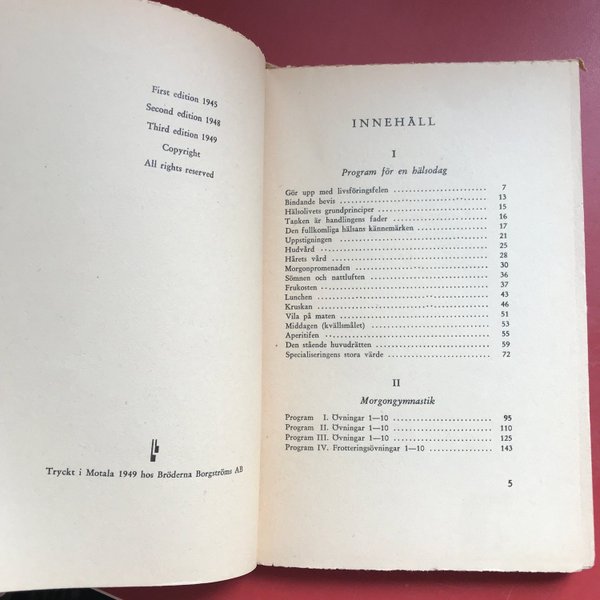 First edition 1945
Second edition 1948
Third edition 1949
Copyright
All rights reserved
Tryckt i Motala 1949 hos Bröderna Borgströms AB
INNEHÅLL
I
Program för en hälsodag
Gör upp med livsföringsfelen 7
Bindande bevis 13
Hälsolivets grundprinciper 15
Tanken är handlingens fader 16
Den fullkomliga hälsans kännemärken 17
Uppstigningen 21
Hudvård 25
Hårets vård 28
Morgonpromenaden 30
Sömnen och nattluften 36
Frukosten 37
Lunchen 43
Kruskan 46
Vila på maten 51
Middagen (kvällsmålet) 53
Aperitifen 55
Den stående huvudrätten 59
Specialiseringens stora värde 72
II
Morgongymnastik
Program I. Övningar 1—10 95
Program II. Övningar 1—10 110
Program III. Övningar 1—10 125
Program IV. Frotteringsövningar 1—10 143
5